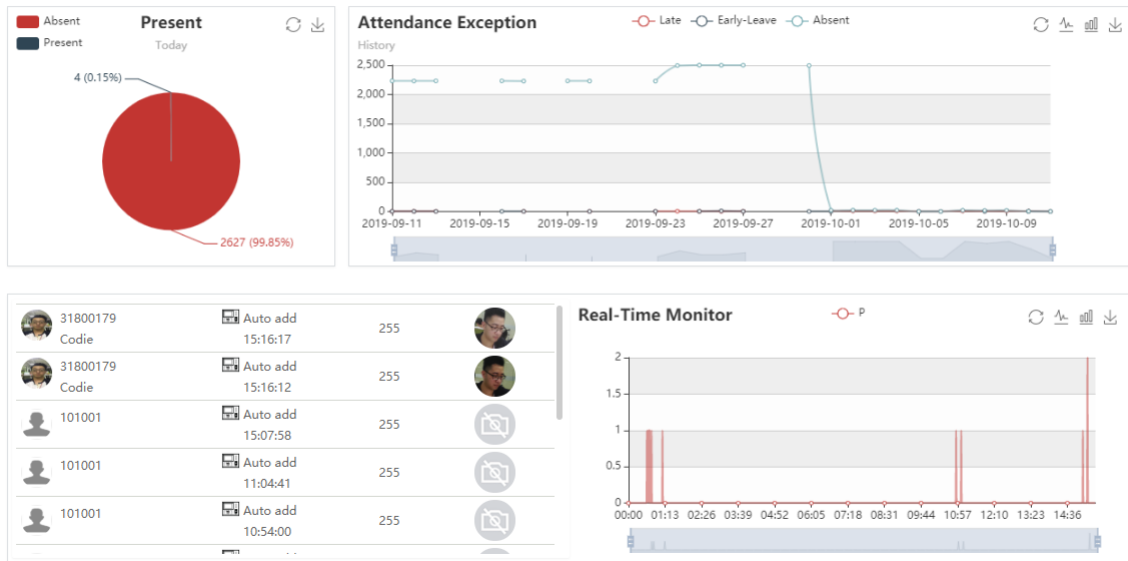 Absent
Present
Present
Today
4 (0.15%)
2627 (99.85%)
Attendance Exception
History
Late
Early-Leave
Absent
2,500
2,000
1,500
1,000
500
0
2019-09-11
2019-09-15
2019-09-19
2019-09-23
2019-09-27
2019-10-01
2019-10-05
2019-10-09
31800179
Codie
Auto add
15:16:17
255
31800179
Codie
Auto add
15:16:12
255
101001
Auto add
15:07:58
255
101001
Auto add
11:04:41
255
101001
Auto add
10:54:00
255
Real-Time Monitor
P
2
1.5
1
0.5
0
00:00
01:13
02:26
03:39
04:52
06:05
07:18
08:31
09:44
10:57
12:10
13:23
14:36